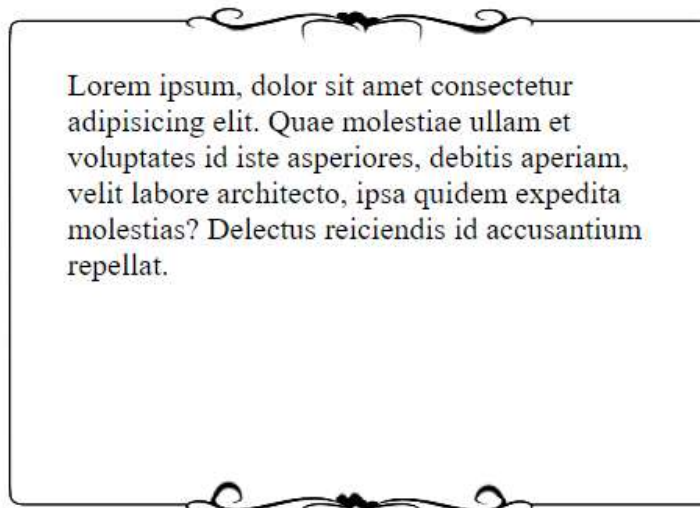 Lorem ipsum, dolor sit amet consectetur
adipisicing elit. Quae molestiae ullam et
voluptates id iste asperiores, debitis aperiam,
velit labore architecto, ipsa quidem expedita
molestias? Delectus reiciendis id accusantium
repellat.